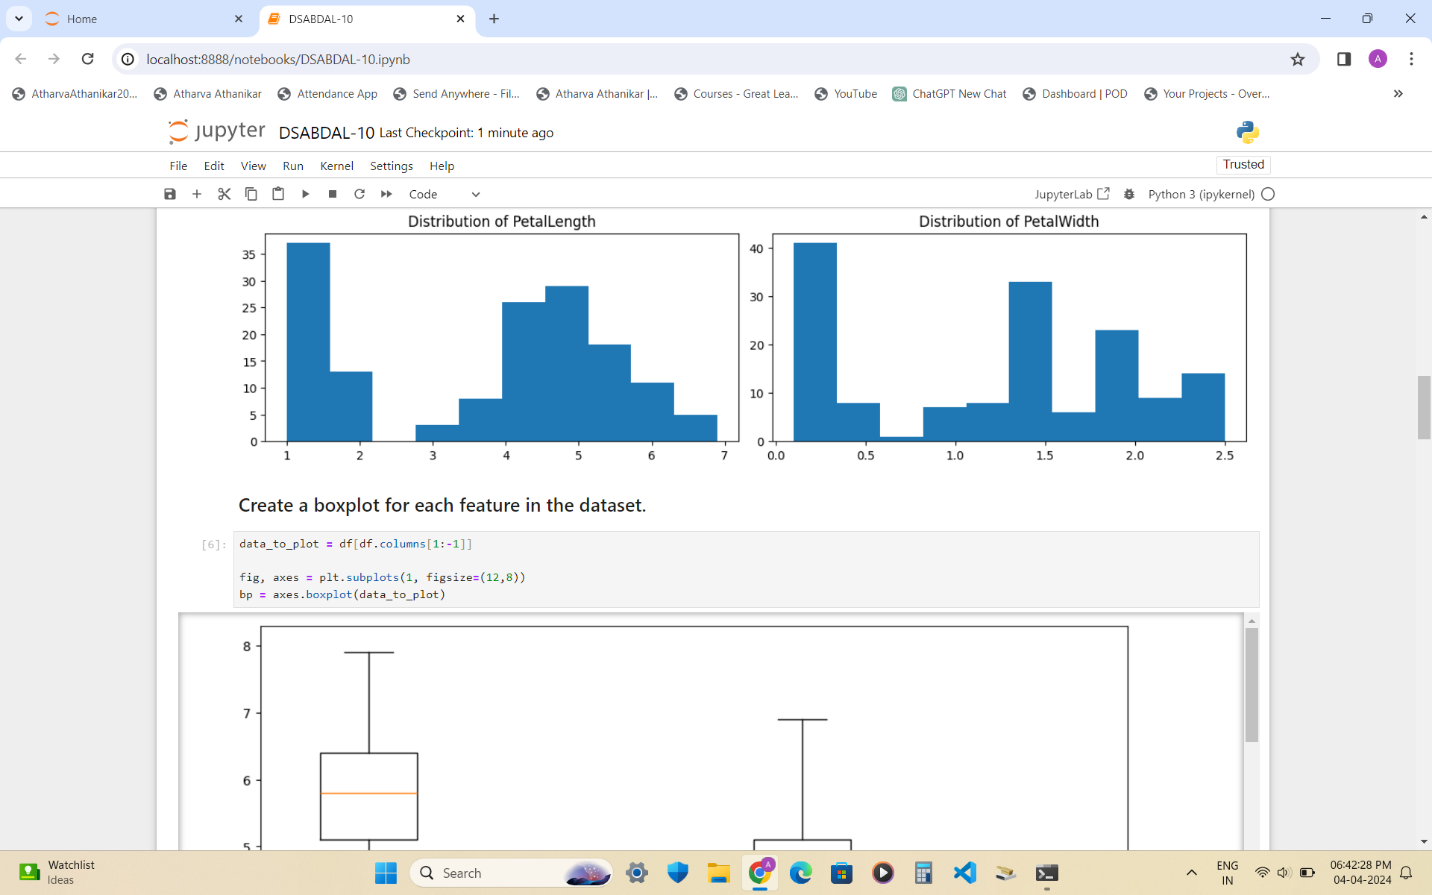 Home
DSABDAL-10
localhost:8888/notebooks/DSABDAL-10.ipynb
A
AtharvaAthanikar20...
Atharva Athanikar
Attendance App
Send Anywhere - Fil...
Atharva Athanikar |...
Courses - Great Lea...
YouTube
ChatGPT New Chat
Dashboard | POD
Your Projects - Over...
jupyter DSABDAL-10 Last Checkpoint: 1 minute ago
File Edit View Run Kernel Settings Help
Trusted
Code
JupyterLab
Python 3 (ipykernel)
Distribution of PetalLength
35
30
25
20
15
10
5
0
1 2 3 4 5 6 7
Distribution of PetalWidth
40
30
20
10
0
0.0 0.5 1.0 1.5 2.0 2.5
Create a boxplot for each feature in the dataset.
[6]:
data_to_plot = df[df.columns[1:-1]]
fig, axes = plt.subplots(1, figsize=(12,8))
bp = axes.boxplot(data_to_plot)
8
7
6
5
Watchlist
Ideas
Search
A
ENG
IN
06:42:28 PM
04-04-2024